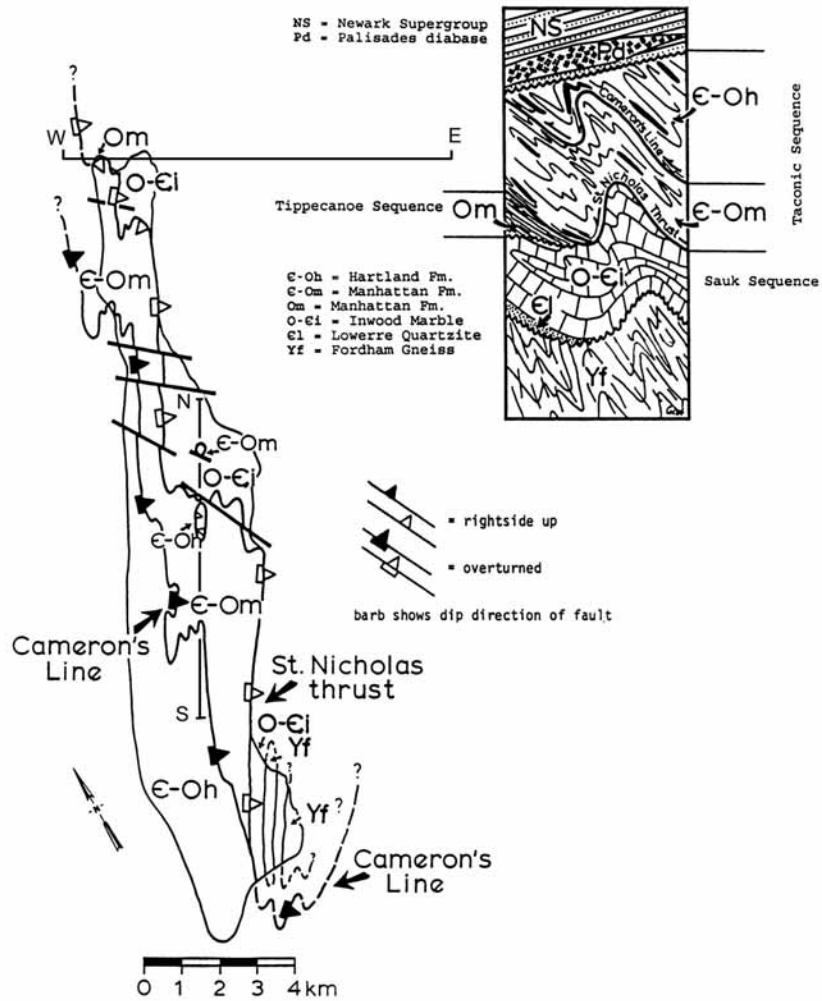 NS = Newark Supergroup
Pd = Palisades diabase
NS
Pd
Cameron's Line
Є-Oh
St. Nicholas Thrust
Taconic Sequence
Tippecanoe Sequence
Om
Є-Om
O-Єi
Sauk Sequence
Єl
Yf
Є-Oh = Hartland Fm.
Є-Om = Manhattan Fm.
Om = Manhattan Fm.
O-Єi = Inwood Marble
Єl = Lowerre Quartzite
Yf = Fordham Gneiss
?
W
Om
E
O-Єi
?
Є-Om
N
Є-Om
O-Єi
Є-Oh
Є-Om
= rightside up
= overturned
barb shows dip direction of fault
Cameron's
Line
St. Nicholas
thrust
S
O-Єi
Yf
?
?
Є-Oh
Yf
?
?
Cameron's
Line
0 1 2 3 4 km